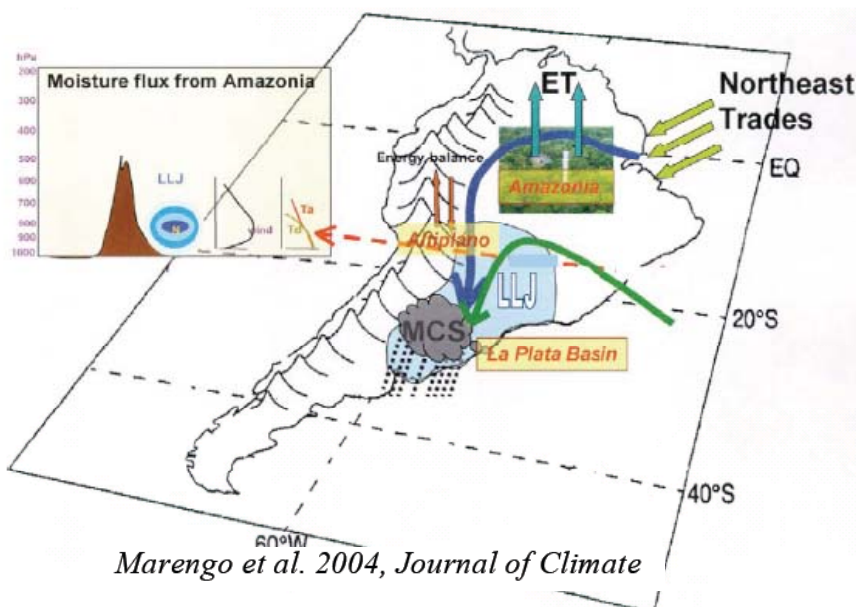 hPa
200
300
400
500
600
700
800
900
1000
Moisture flux from Amazonia
LLJ
N
wind
Ta
Td
ET
Northeast
Trades
EQ
Energy balance
Amazonia
Altiplano
LLJ
20°S
MCS
La Plata Basin
40°S
60°W
Marengo et al. 2004, Journal of Climate